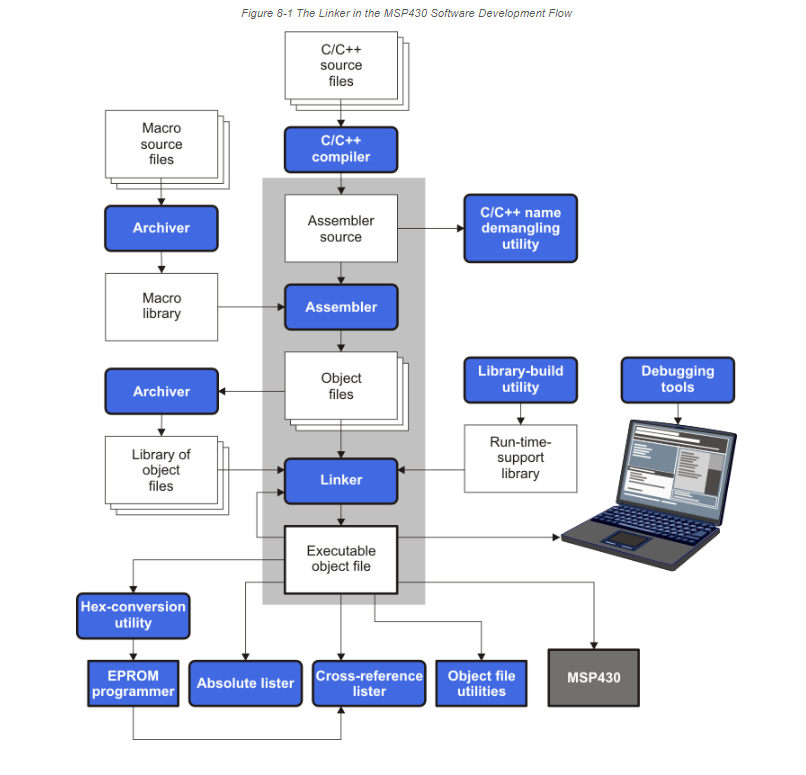 Figure 8-1 The Linker in the MSP430 Software Development Flow
C/C++
source
files
Macro
source
files
C/C++
compiler
Archiver
Assembler
source
C/C++ name
demangling
utility
Macro
library
Assembler
Archiver
Object
files
Library-build
utility
Debugging
tools
Library of
object
files
Linker
Run-time-
support
library
Executable
object file
Hex-conversion
utility
EPROM
programmer
Absolute lister
Cross-reference
lister
Object file
utilities
MSP430